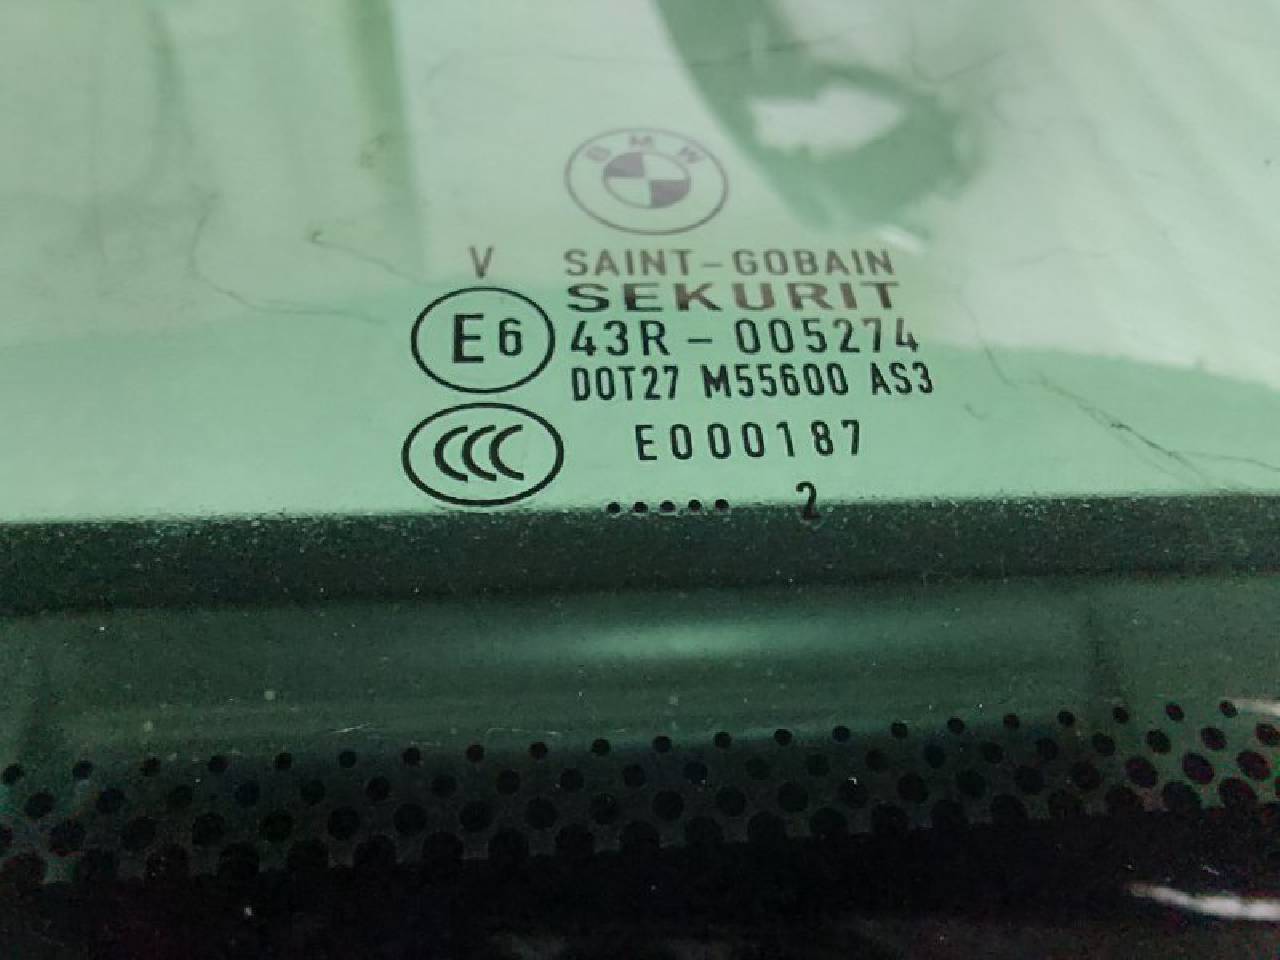 BMW
V SAINT-GOBAIN
SEKURIT
E6 43R - 005274
DOT27 M55600 AS3
CCC E000187
..... 2